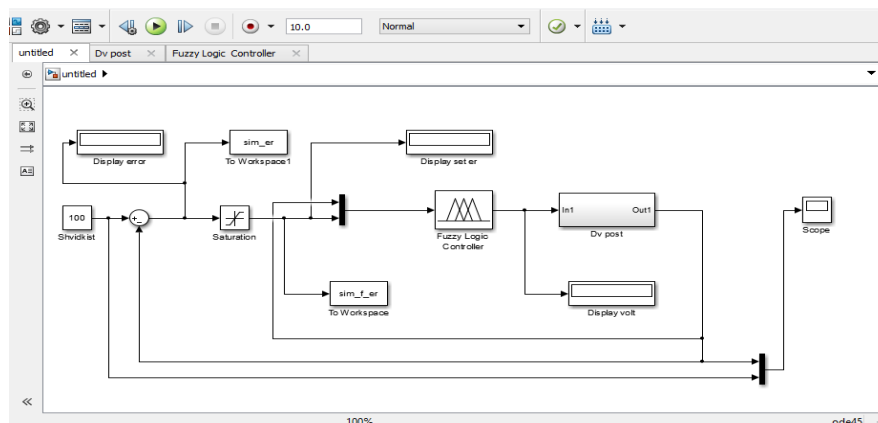 10.0
Normal
untitled
Dv post
Fuzzy Logic Controller
untitled
Display error
sim_er
To Workspace1
Display set er
100
Shvidkist
Saturation
Fuzzy Logic
Controller
In1
Out1
Dv post
Scope
sim_f_er
To Workspace
Display volt
100%
ode45